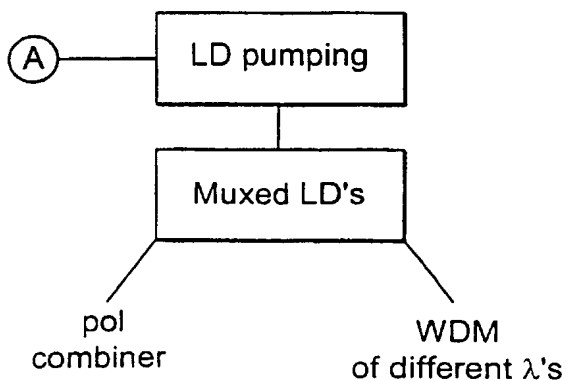 A
LD pumping
Muxed LD's
pol
combiner
WDM
of different λ's